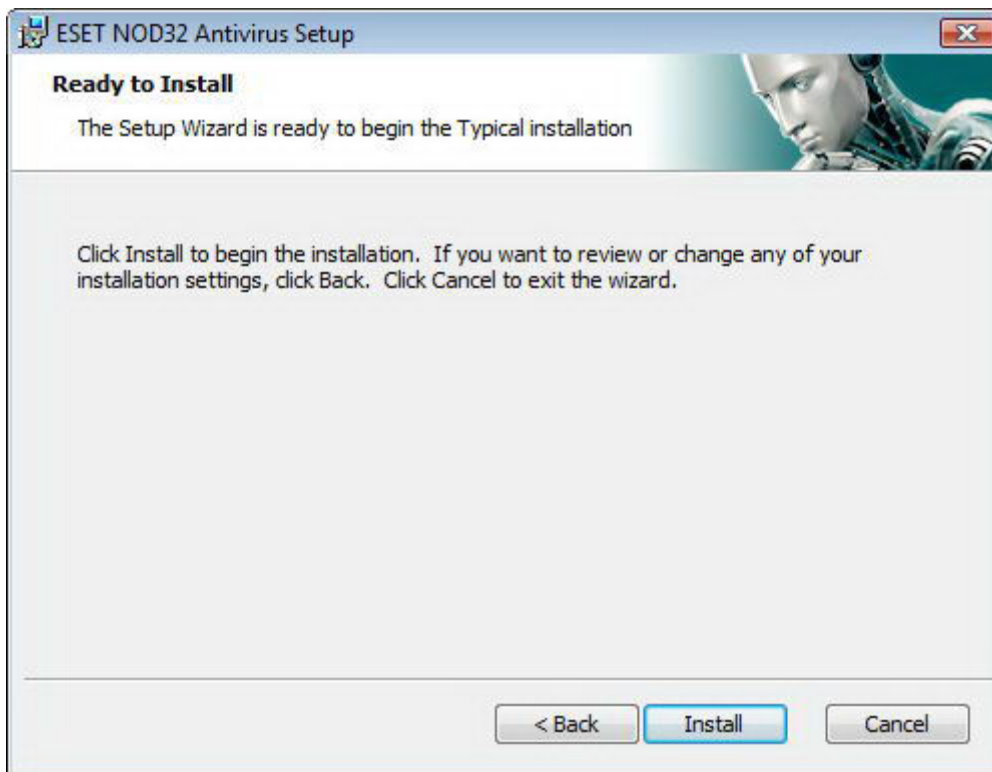 ESET NOD32 Antivirus Setup
Ready to Install
The Setup Wizard is ready to begin the Typical installation
Click Install to begin the installation.  If you want to review or change any of your
installation settings, click Back.  Click Cancel to exit the wizard.
< Back
Install
Cancel